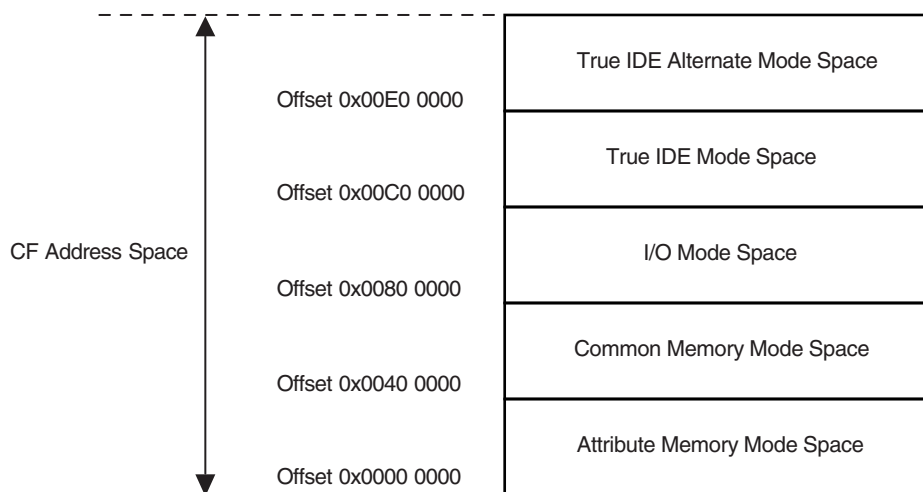 True IDE Alternate Mode Space
Offset 0x00E0 0000
True IDE Mode Space
Offset 0x00C0 0000
CF Address Space
I/O Mode Space
Offset 0x0080 0000
Common Memory Mode Space
Offset 0x0040 0000
Attribute Memory Mode Space
Offset 0x0000 0000